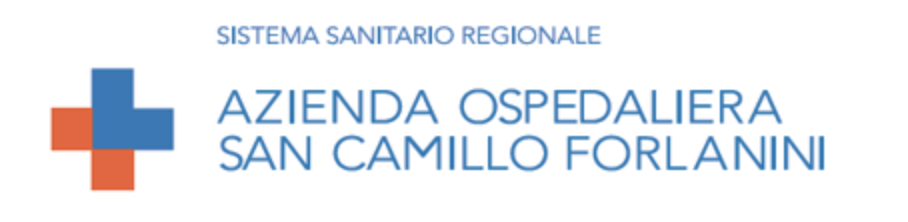 SISTEMA SANITARIO REGIONALE
AZIENDA OSPEDALIERA
SAN CAMILLO FORLANINI